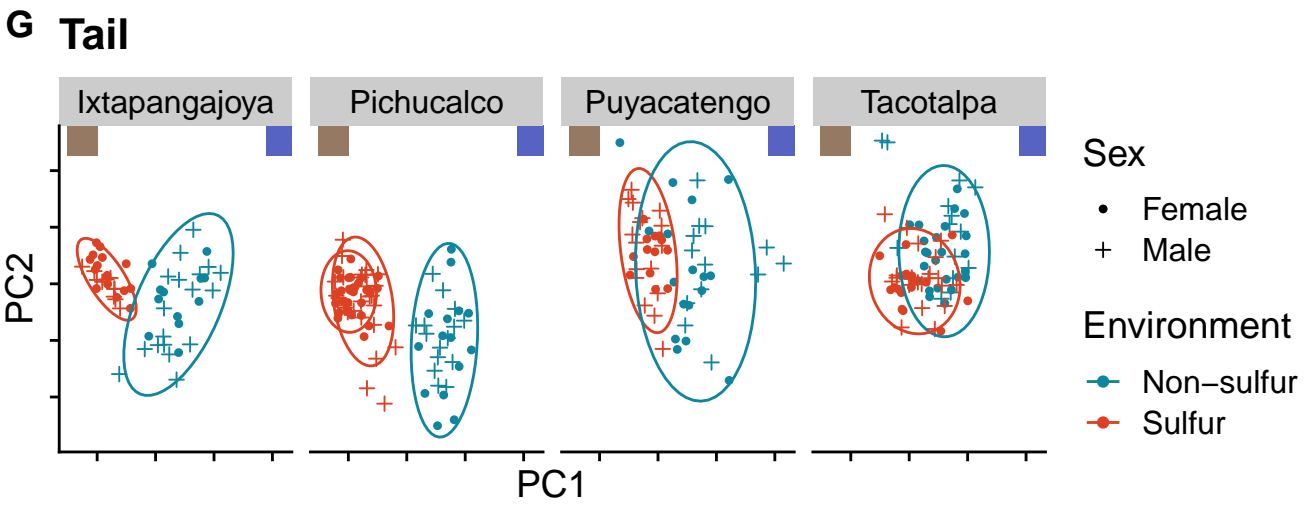 G Tail
Ixtapangajoya Pichucalco Puyacatengo Tacotalpa
PC2
PC1
Sex
Female
Male
Environment
Non−sulfur
Sulfur